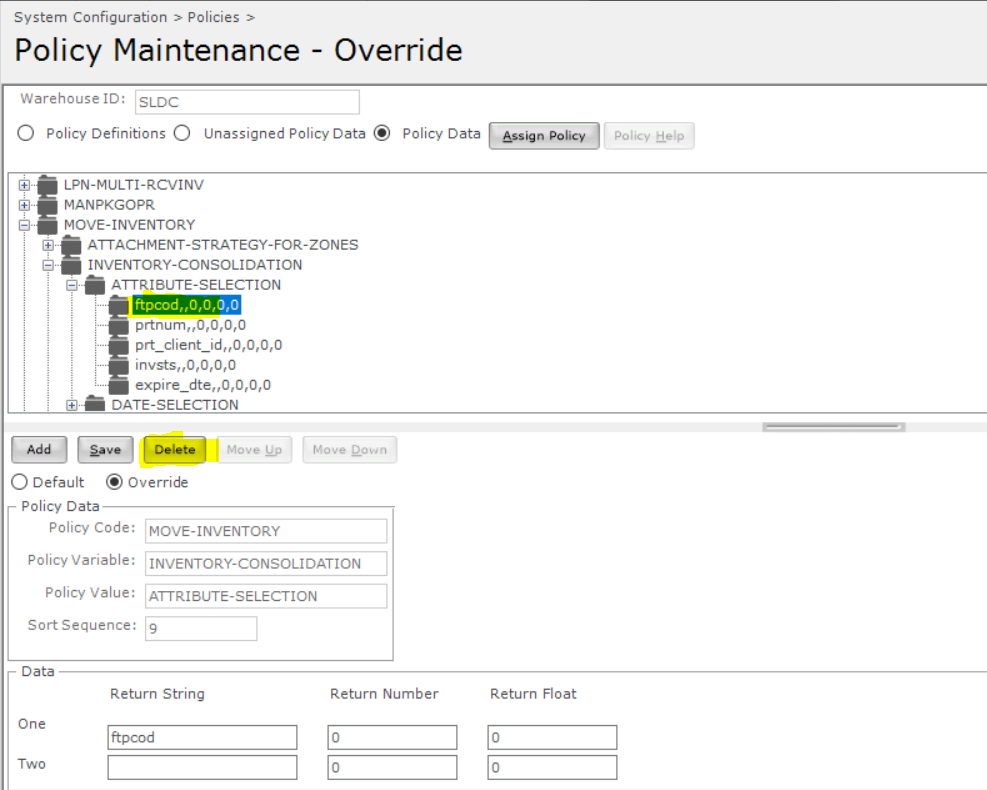 System Configuration > Policies >
Policy Maintenance - Override
Warehouse ID: SLDC
Policy Definitions Unassigned Policy Data Policy Data Assign Policy Policy Help
LPN-MULTI-RCVINV
MANPKGOPR
MOVE-INVENTORY
ATTACHMENT-STRATEGY-FOR-ZONES
INVENTORY-CONSOLIDATION
ATTRIBUTE-SELECTION
ftpcod,,0,0,0,0
prtnum,,0,0,0,0
prt_client_id,,0,0,0,0
invsts,,0,0,0,0
expire_dte,,0,0,0,0
DATE-SELECTION
Add Save Delete Move Up Move Down
Default Override
Policy Data
Policy Code: MOVE-INVENTORY
Policy Variable: INVENTORY-CONSOLIDATION
Policy Value: ATTRIBUTE-SELECTION
Sort Sequence: 9
Data
Return String Return Number Return Float
One ftpcod 0 0
Two 0 0